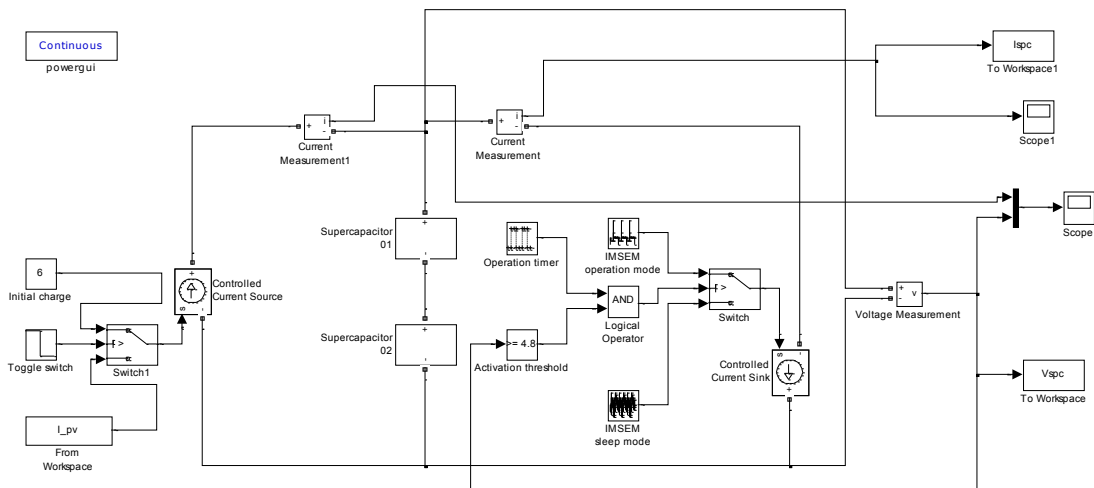 Continuous
powergui
Ispc
To Workspace1
Scope1
+
i
-
Current
Measurement1
+
i
-
Current
Measurement
Scope
Supercapacitor
01
+
-
Operation timer
IMSEM
operation mode
6
Initial charge
+
s
-
Controlled
Current Source
Toggle switch
>
Switch1
I_pv
From
Workspace
Supercapacitor
02
+
-
>= 4.8
Activation threshold
AND
Logical
Operator
>
Switch
IMSEM
sleep mode
s
-
+
Controlled
Current Sink
+
-
v
Voltage Measurement
Vspc
To Workspace